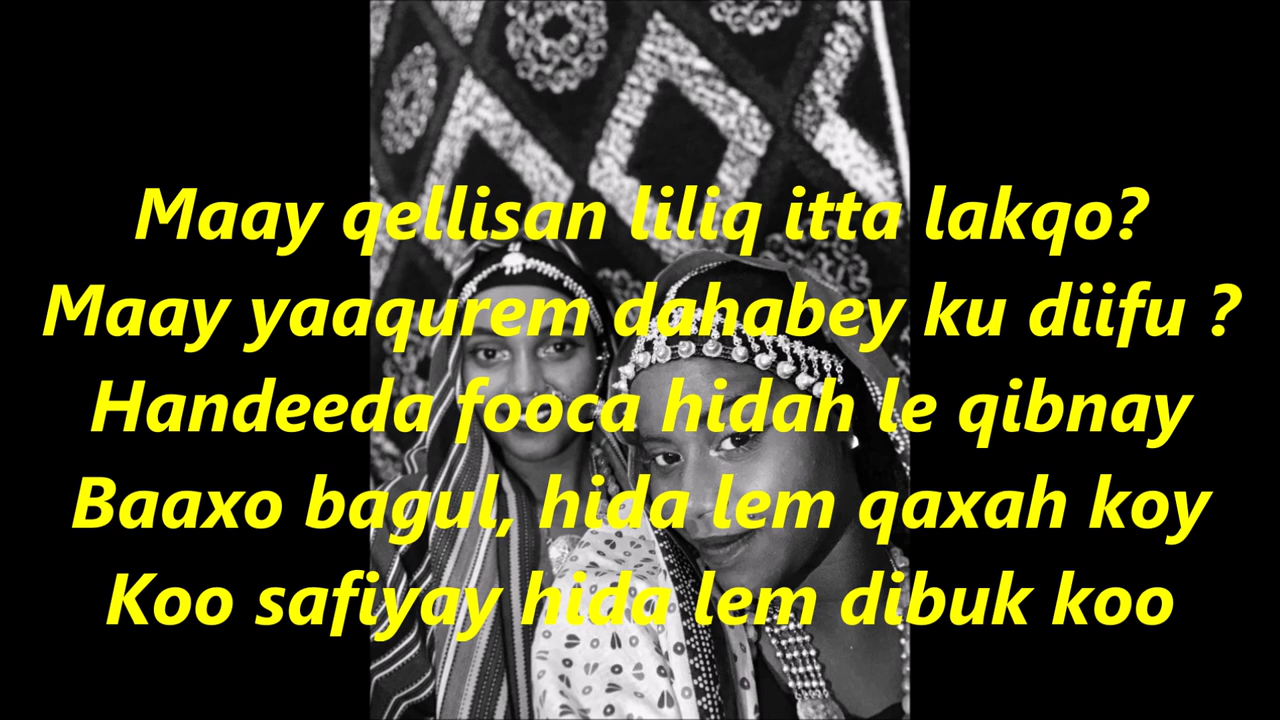 Maay qellisan liliq itta lakqo?
Maay yaaqurem dahabey ku diifu ?
Handeeda fooca hidah le qibnay
Baaxo bagul, hida lem qaxah koy
Koo safiyay hida lem dibuk koo